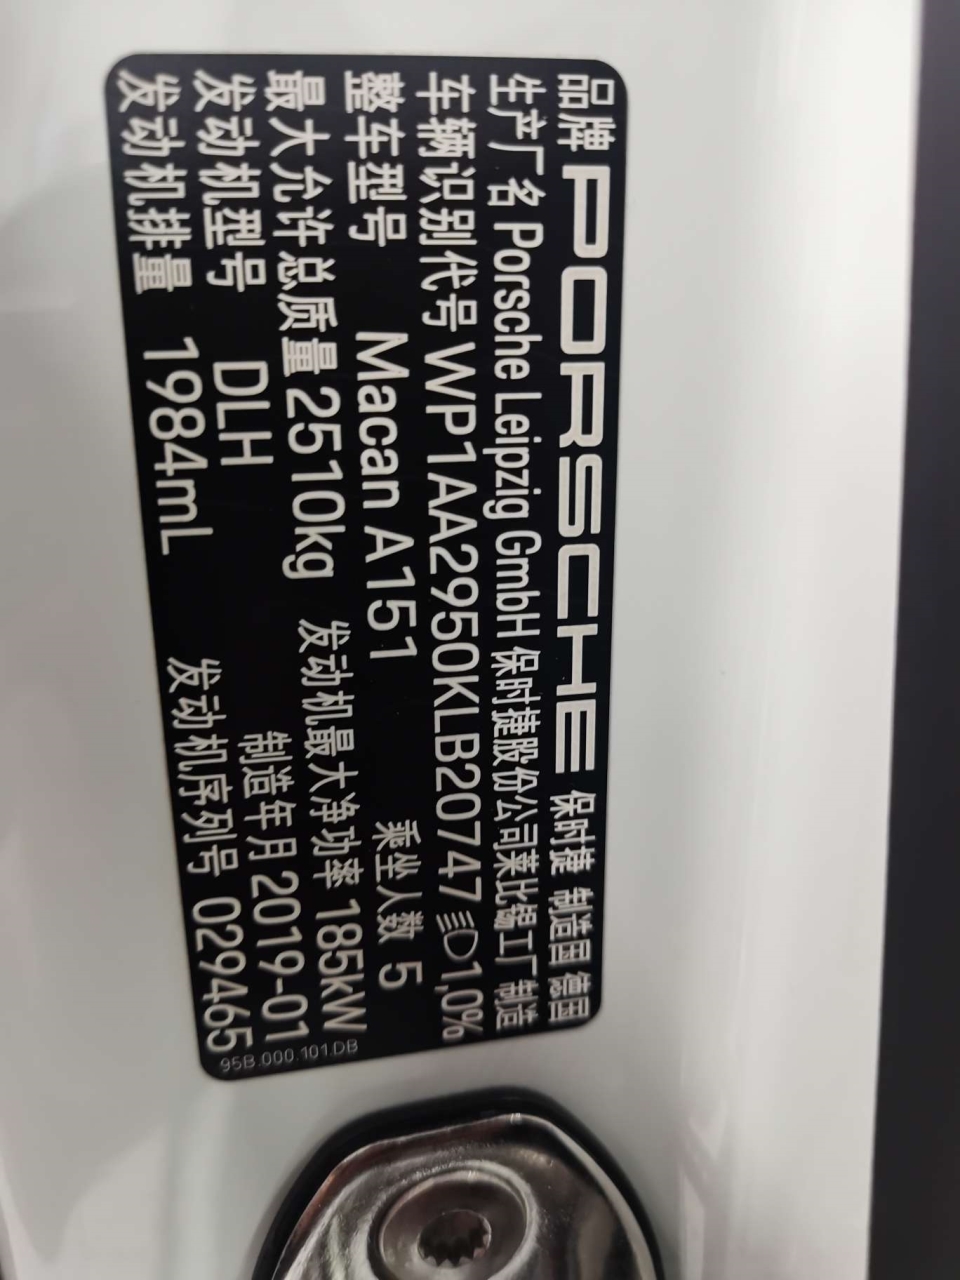 品牌 PORSCHE 保时捷 制造国 德国
生产厂名 Porsche Leipzig GmbH 保时捷股份公司莱比锡工厂 制造
车辆识别代号 WP1AA2950KLB20747 1,0%
整车型号 Macan A151 乘坐人数 5
最大允许总质量 2510kg 发动机最大净功率 185kW
发动机型号 DLH 制造年月 2019-01
发动机排量 1984mL 发动机序列号 029465
95B.000.101.DB